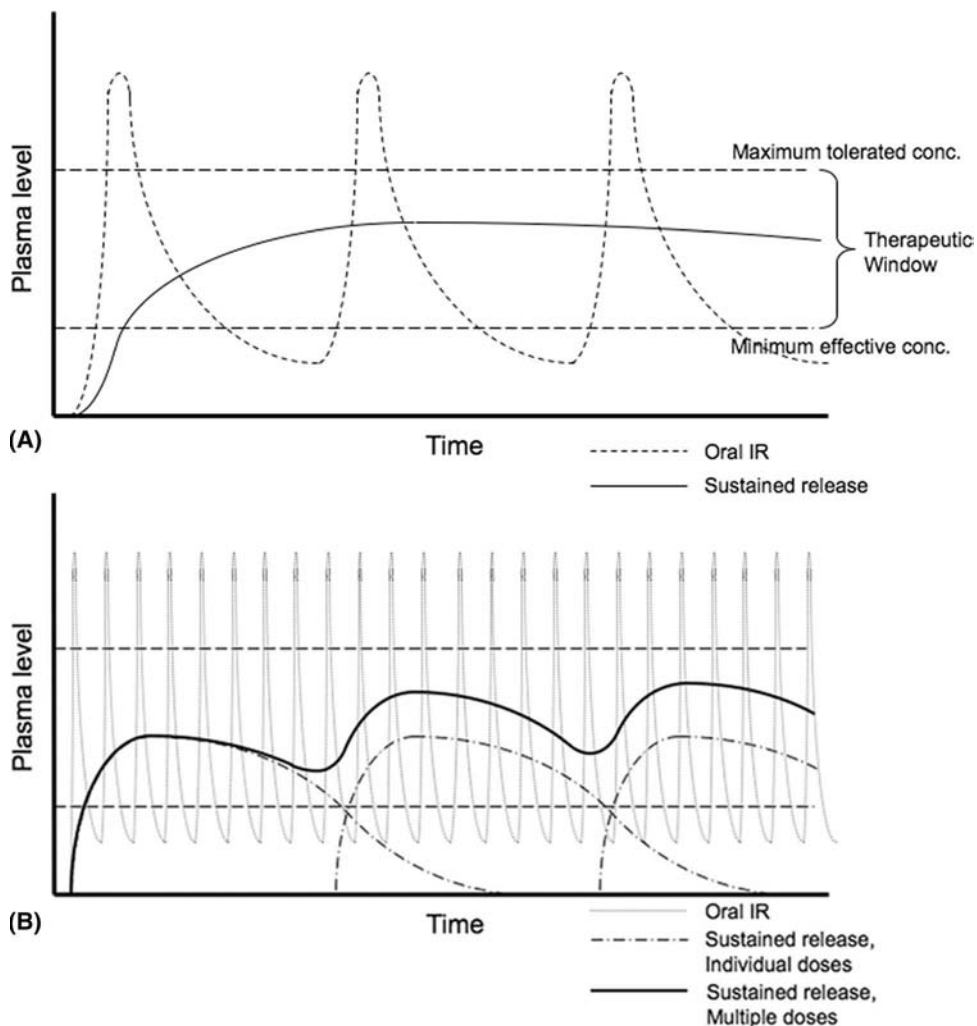 Plasma level
Maximum tolerated conc.
Therapeutic
Window
Minimum effective conc.
(A)
Time
Oral IR
Sustained release
Plasma level
(B)
Time
Oral IR
Sustained release,
Individual doses
Sustained release,
Multiple doses